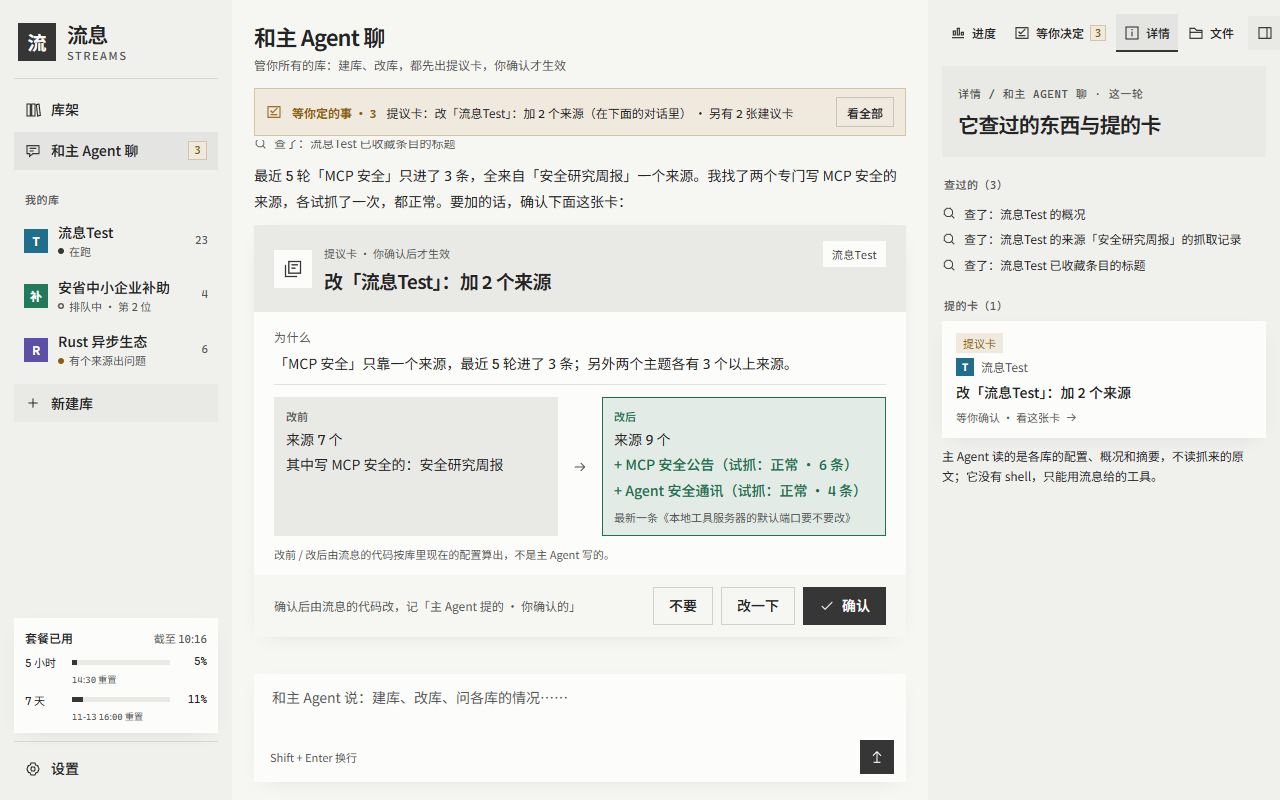 流 流息
STREAMS
库架
和主 Agent 聊 3
我的库
T 流息Test 23
在跑
补 安省中小企业补助 4
排队中 · 第 2 位
R Rust 异步生态 6
有个来源出问题
+ 新建库
套餐已用 截至 10:16
5 小时 5%
14:30 重置
7 天 11%
11-13 16:00 重置
设置
和主 Agent 聊
管你所有的库：建库、改库，都先出提议卡，你确认才生效
等你定的事 · 3 提议卡：改「流息Test」：加 2 个来源（在下面的对话里） · 另有 2 张建议卡 看全部
查了：流息Test 已收藏条目的标题
最近 5 轮「MCP 安全」只进了 3 条，全来自「安全研究周报」一个来源。我找了两个专门写 MCP 安全的
来源，各试抓了一次，都正常。要加的话，确认下面这张卡：
提议卡 · 你确认后才生效
改「流息Test」：加 2 个来源
流息Test
为什么
「MCP 安全」只靠一个来源，最近 5 轮进了 3 条；另外两个主题各有 3 个以上来源。
改前
来源 7 个
其中写 MCP 安全的：安全研究周报
→
改后
来源 9 个
+ MCP 安全公告（试抓：正常 · 6 条）
+ Agent 安全通讯（试抓：正常 · 4 条）
最新一条《本地工具服务器的默认端口要不要改》
改前 / 改后由流息的代码按库里现在的配置算出，不是主 Agent 写的。
确认后由流息的代码改，记「主 Agent 提的 · 你确认的」 不要 改一下 确认
和主 Agent 说：建库、改库、问各库的情况……
Shift + Enter 换行
进度 等你决定 3 详情 文件
详情 / 和主 AGENT 聊 · 这一轮
它查过的东西与提的卡
查过的（3）
查了：流息Test 的概况
查了：流息Test 的来源「安全研究周报」的抓取记录
查了：流息Test 已收藏条目的标题
提的卡（1）
提议卡
T 流息Test
改「流息Test」：加 2 个来源
等你确认 · 看这张卡 →
主 Agent 读的是各库的配置、概况和摘要，不读抓来的原
文；它没有 shell，只能用流息给的工具。